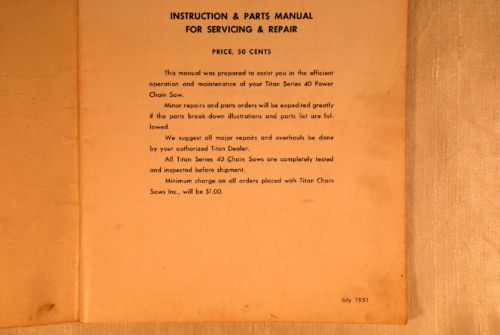 INSTRUCTION & PARTS MANUAL
FOR SERVICING & REPAIR
PRICE, 50 CENTS
This manual was prepared to assist you in the efficient
operation and maintenance of your Titan Series 40 Power
Chain Saw.
Minor repairs and parts orders will be expedited greatly
if the parts break down illustrations and parts list are fol-
lowed.
We suggest all major repairs and overhauls be done
by your authorized Titan Dealer.
All Titan Series 40 Chain Saws are completely tested
and inspected before shipment.
Minimum charge on all orders placed with Titan Chain
Saws Inc., will be $1.00.
July 1951